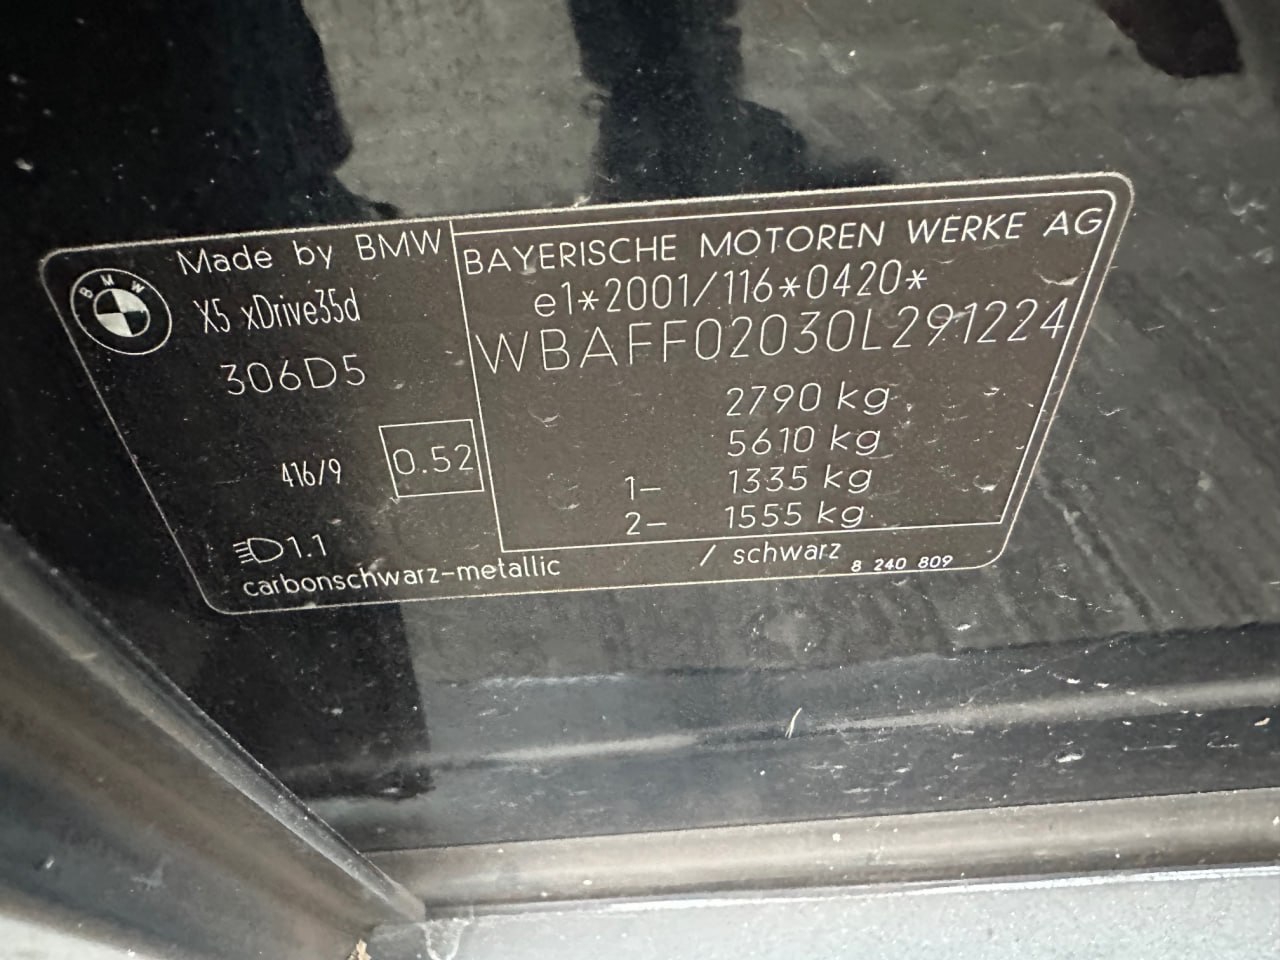 BMW
Made by BMW
X5 xDrive35d
306D5
416/9
0.52
D1.1
carbonschwarz-metallic / schwarz 8 240 809
BAYERISCHE MOTOREN WERKE AG
e1*2001/116*0420*
WBAFF02030L291224
2790 kg
5610 kg
1- 1335 kg
2- 1555 kg